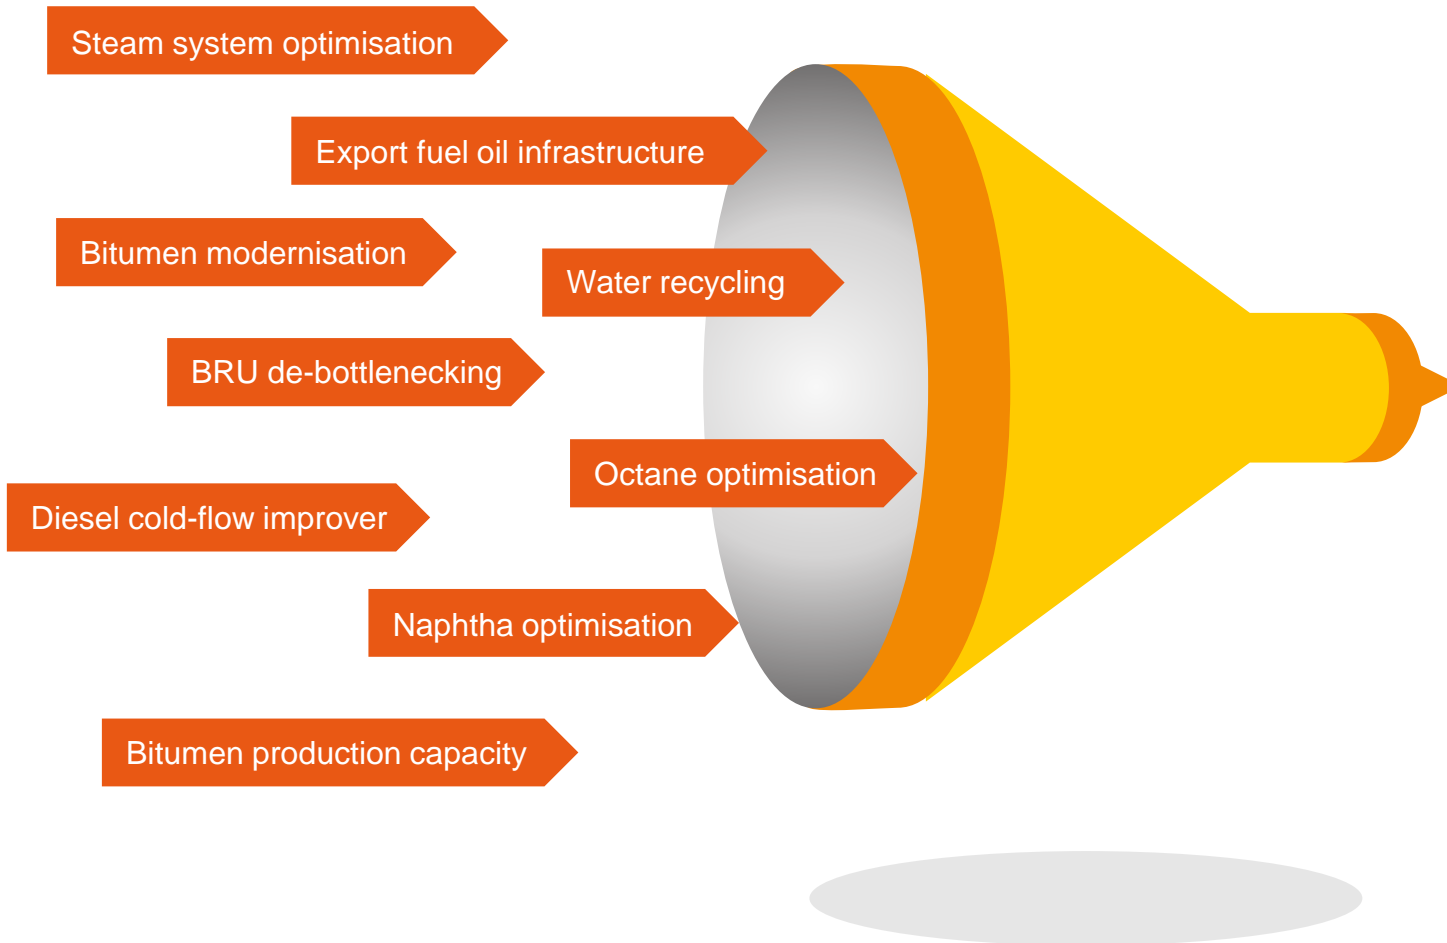 Steam system optimisation
Export fuel oil infrastructure
Bitumen modernisation
Water recycling
BRU de-bottlenecking
Octane optimisation
Diesel cold-flow improver
Naphtha optimisation
Bitumen production capacity